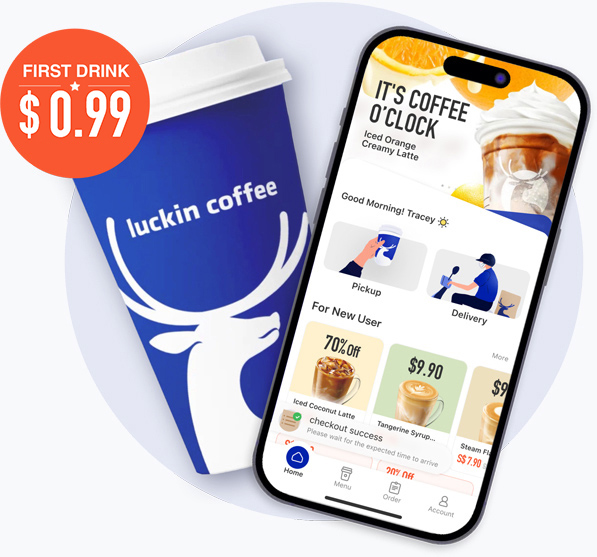 FIRST DRINK
$0.99
luckin coffee
IT'S COFFEE
O'CLOCK
Iced Orange
Creamy Latte
Good Morning! Tracey
Pickup
Delivery
For New User
More
70%Off
$9.90
Iced Coconut Latte
Tangerine Syrup...
checkout success
Please wait for the expected time to arrive
S$7.90
Home
Menu
Order
Account